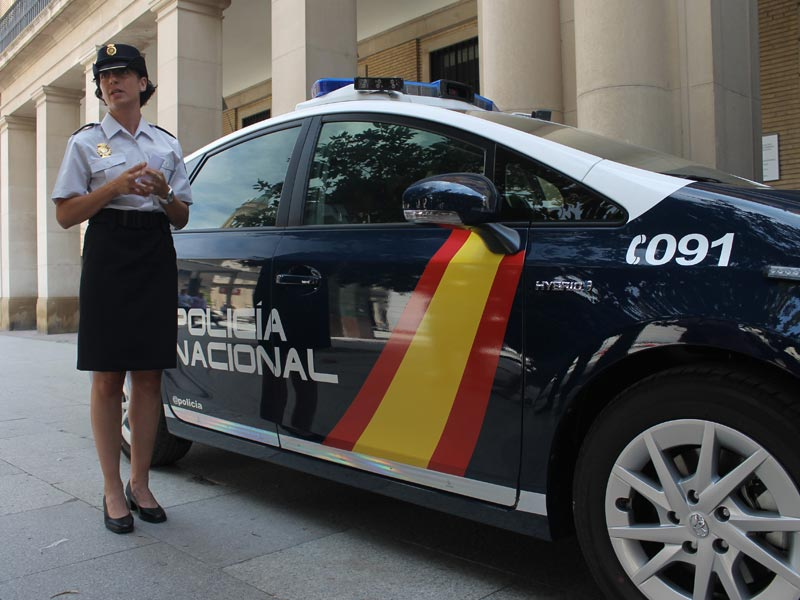 POLICÍA
NACIONAL
@policia
HYBRID
091